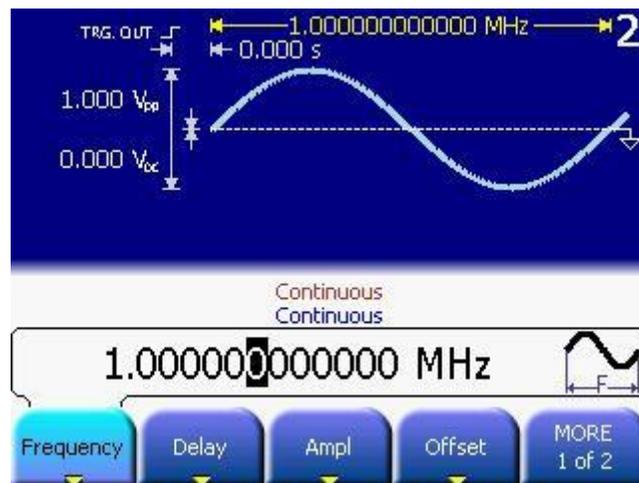 TRG. OUT
1.000000000000 MHz
2
0.000 s
1.000 Vpp
0.000 VDC
Continuous
Continuous
1.000000000000 MHz
F
Frequency
Delay
Ampl
Offset
MORE
1 of 2